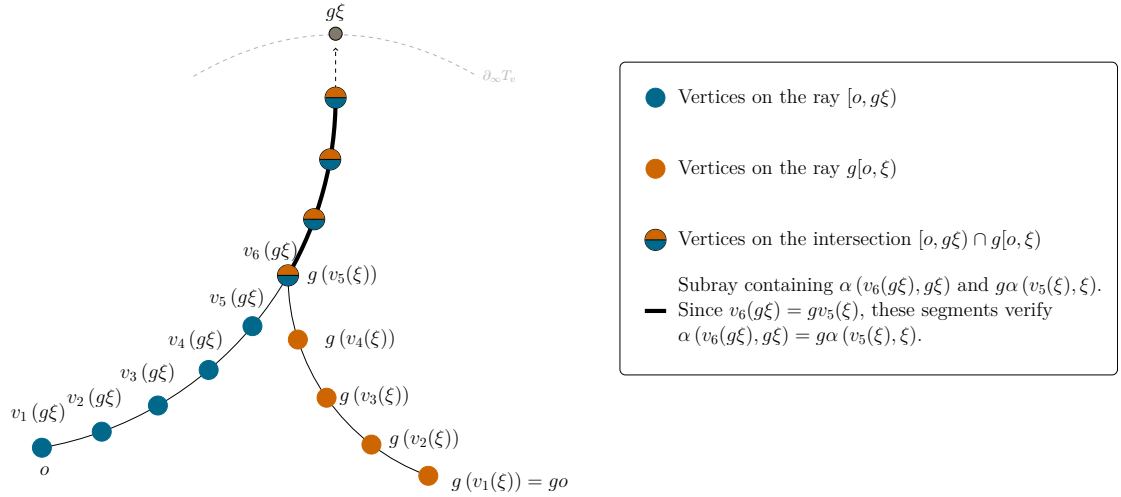 gξ
∂∞Tᵥ
v₆ (gξ)
g (v₅(ξ))
v₅ (gξ)
v₄ (gξ)
g (v₄(ξ))
v₃ (gξ)
v₂ (gξ)
g (v₃(ξ))
v₁ (gξ)
g (v₂(ξ))
o
g (v₁(ξ)) = go
Vertices on the ray [o, gξ)
Vertices on the ray g[o, ξ)
Vertices on the intersection [o, gξ) ∩ g[o, ξ)
Subray containing α (v₆(gξ), gξ) and gα (v₅(ξ), ξ).
Since v₆(gξ) = gv₅(ξ), these segments verify
α (v₆(gξ), gξ) = gα (v₅(ξ), ξ).